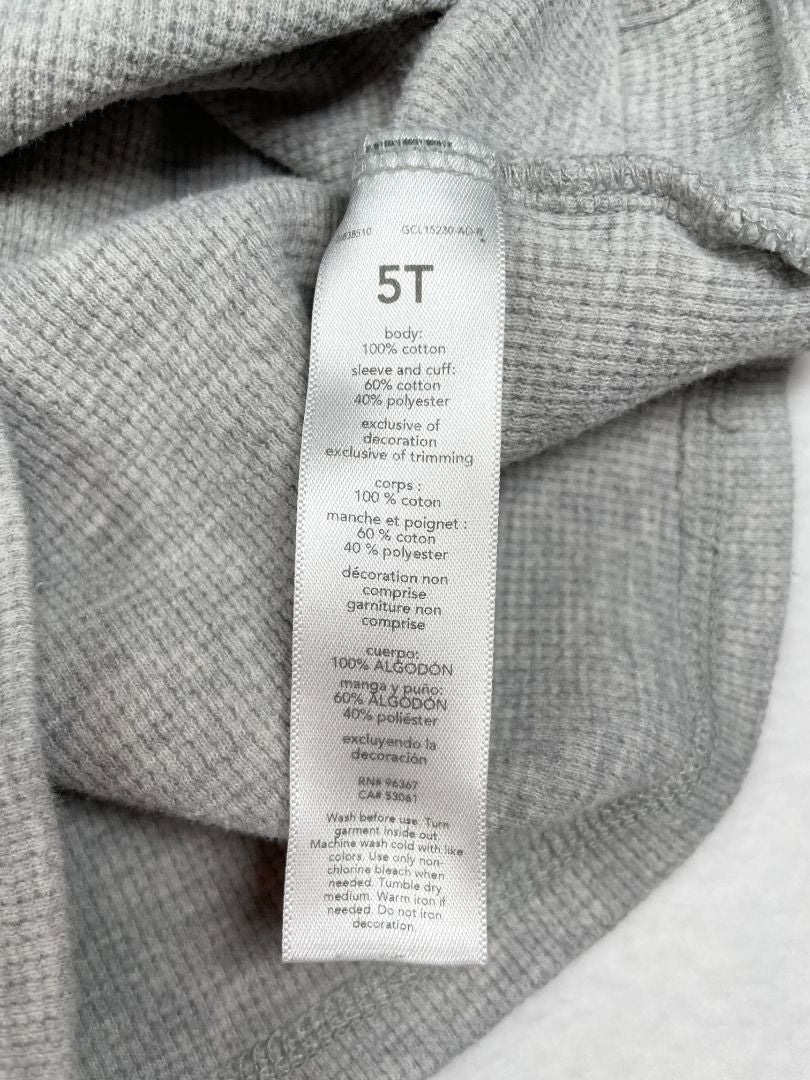 GCL15230-AO-R
5T
body:
100% cotton
sleeve and cuff:
60% cotton
40% polyester
exclusive of
decoration
exclusive of trimming
corps :
100 % coton
manche et poignet :
60 % coton
40 % polyester
décoration non
comprise
garniture non
comprise
cuerpo:
100% ALGODÓN
manga y puño:
60% ALGODÓN
40% poliéster
excluyendo la
decoración
RN# 96367
CA# 53061
Wash before use. Turn
garment inside out.
Machine wash cold with like
colors. Use only non-
chlorine bleach when
needed. Tumble dry
medium. Warm iron if
needed. Do not iron
decoration.